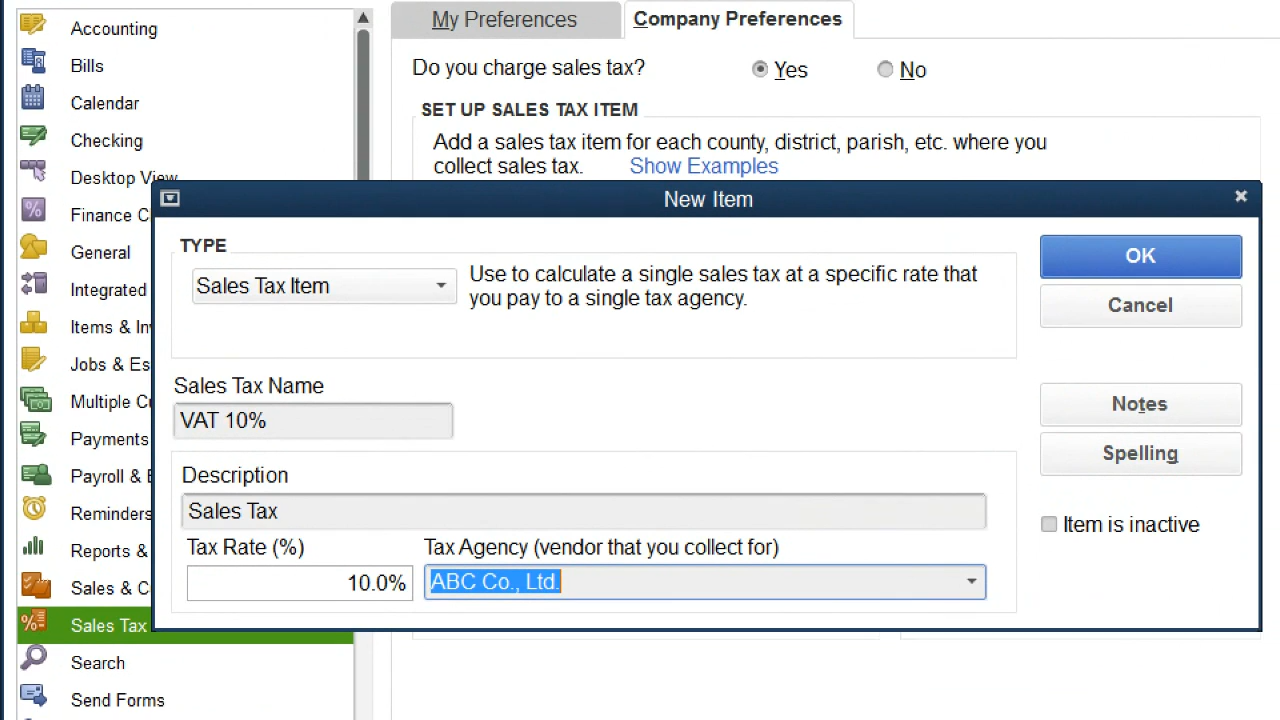 Accounting
Bills
Calendar
Checking
Desktop View
Finance C
General
Integrated
Items & In
Jobs & Es
Multiple Cu
Payments
Payroll &
Reminders
Reports &
Sales & C
Sales Tax
Search
Send Forms
My Preferences
Company Preferences
Do you charge sales tax?
Yes
No
SET UP SALES TAX ITEM
Add a sales tax item for each county, district, parish, etc. where you
collect sales tax. Show Examples
New Item
TYPE
Sales Tax Item
Use to calculate a single sales tax at a specific rate that
you pay to a single tax agency.
Sales Tax Name
VAT 10%
Description
Sales Tax
Tax Rate (%)
Tax Agency (vendor that you collect for)
10.0%
ABC Co., Ltd.
OK
Cancel
Notes
Spelling
Item is inactive